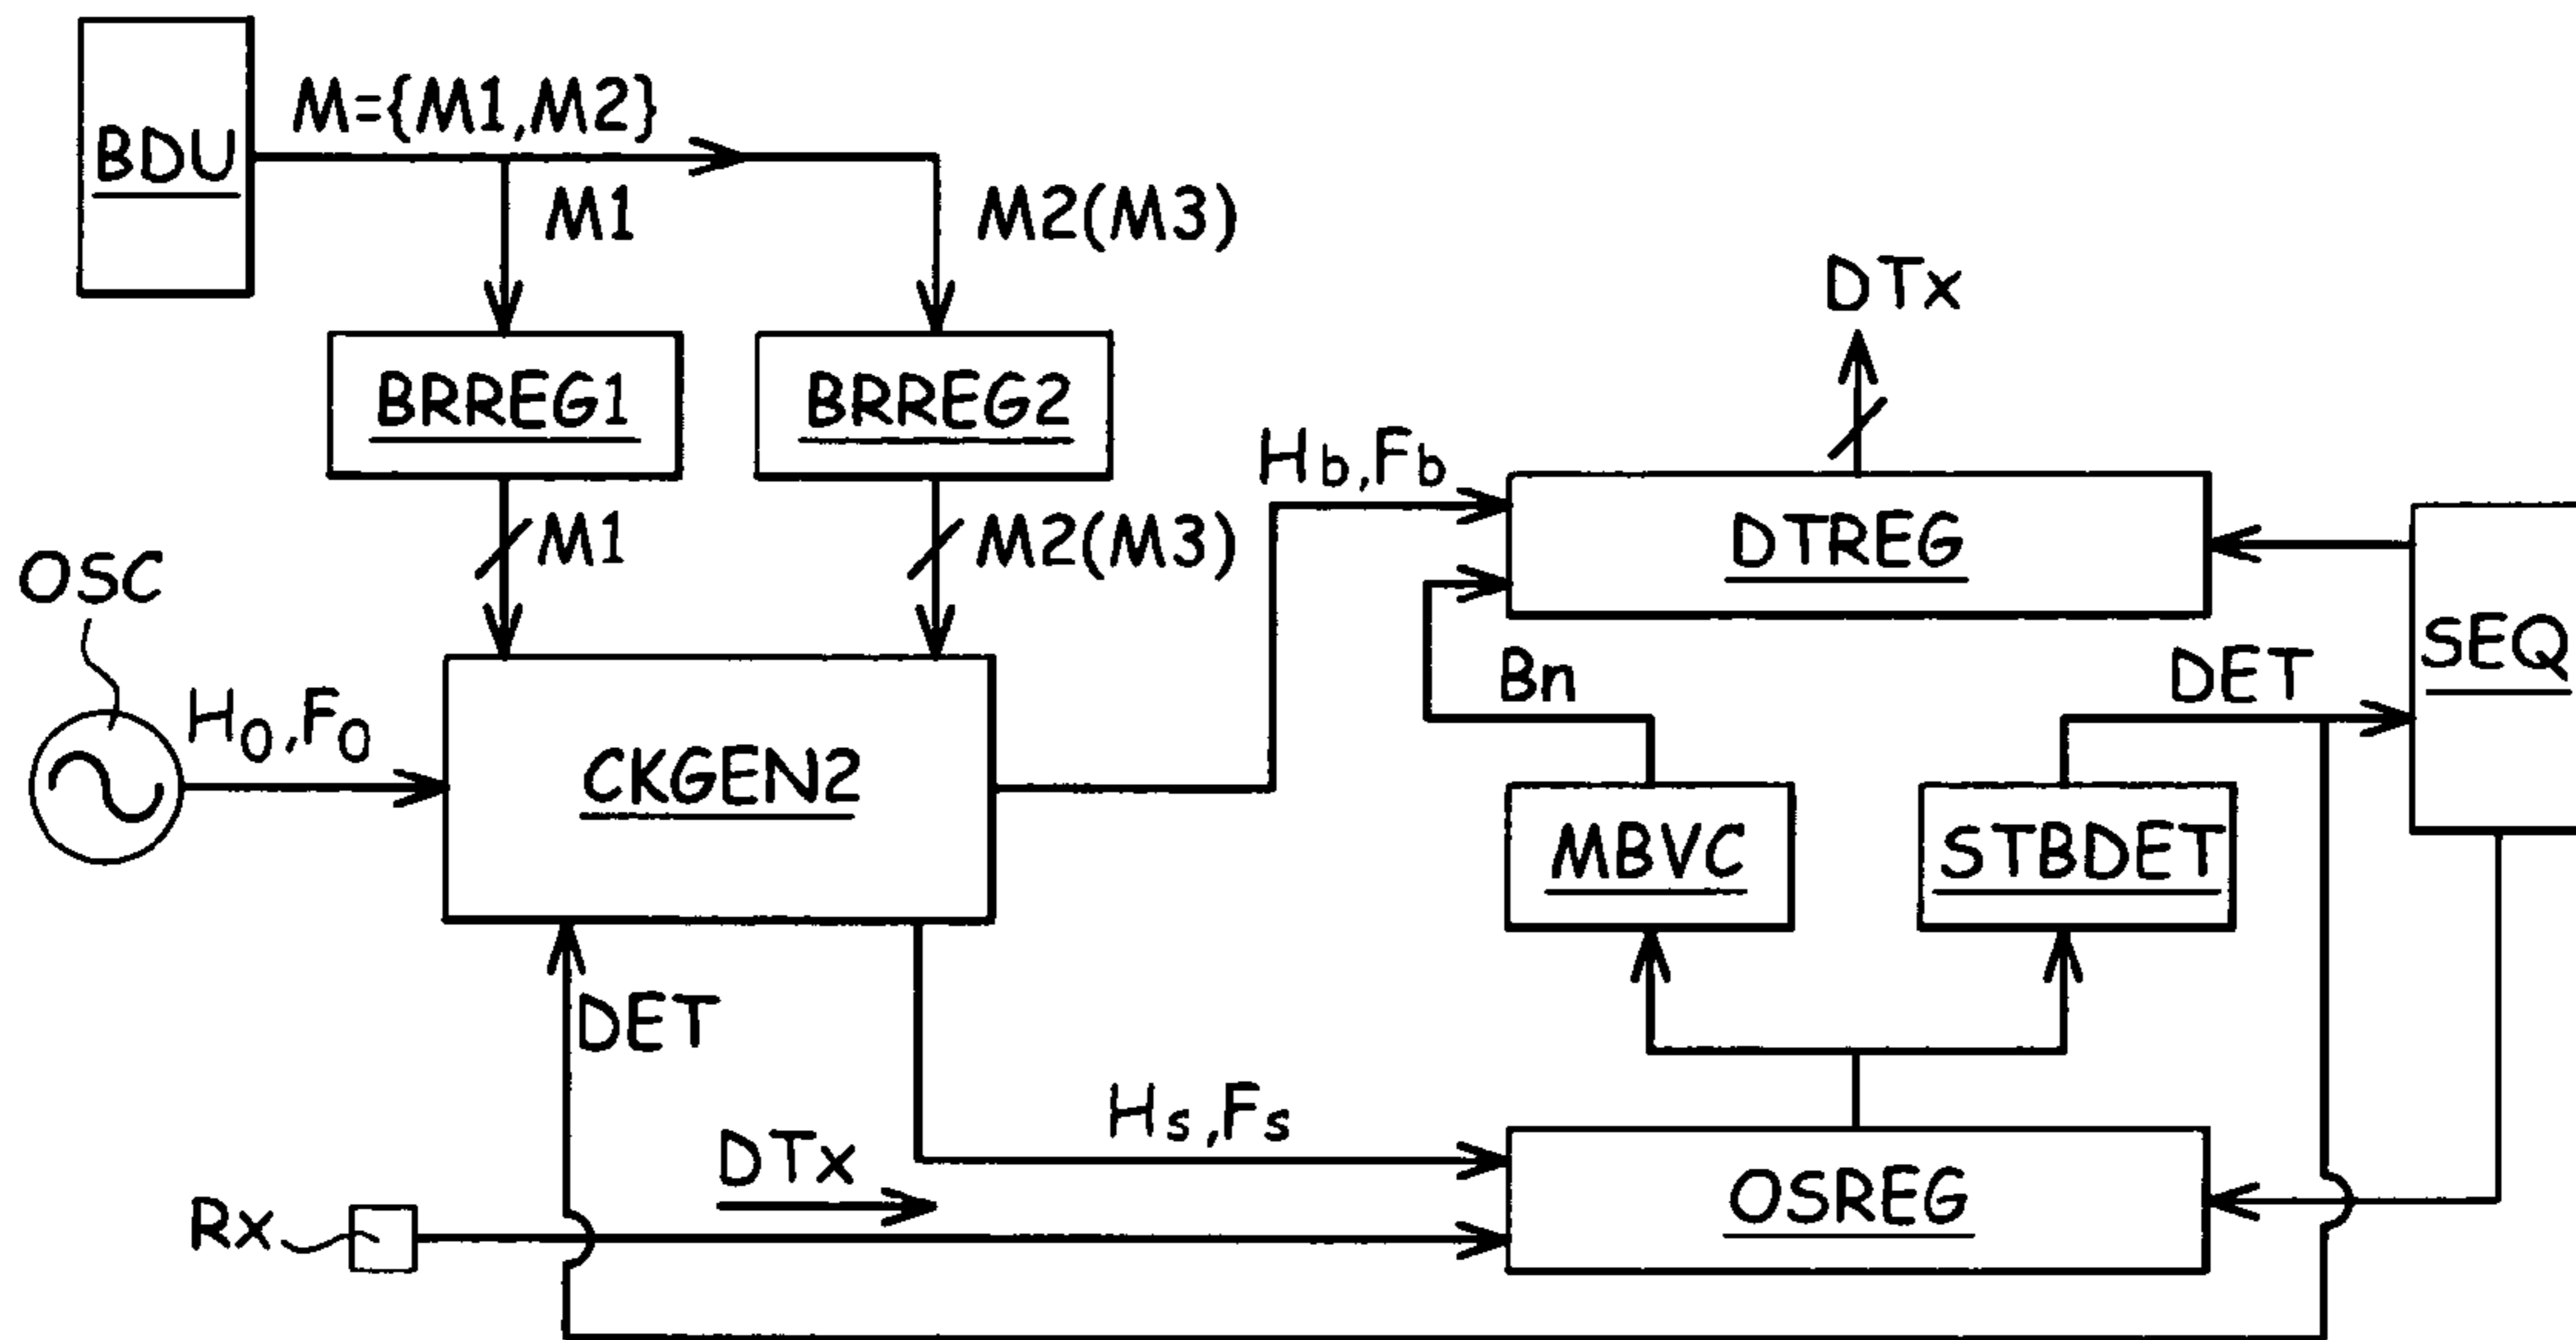 BDU
M={M1,M2}
M1
M2(M3)
BRREG1
BRREG2
M1
M2(M3)
OSC
H0,F0
CKGEN2
Hb,Fb
DTx
DTREG
SEQ
Bn
DET
MBVC
STBDET
DET
DTx
Hs,Fs
Rx
OSREG